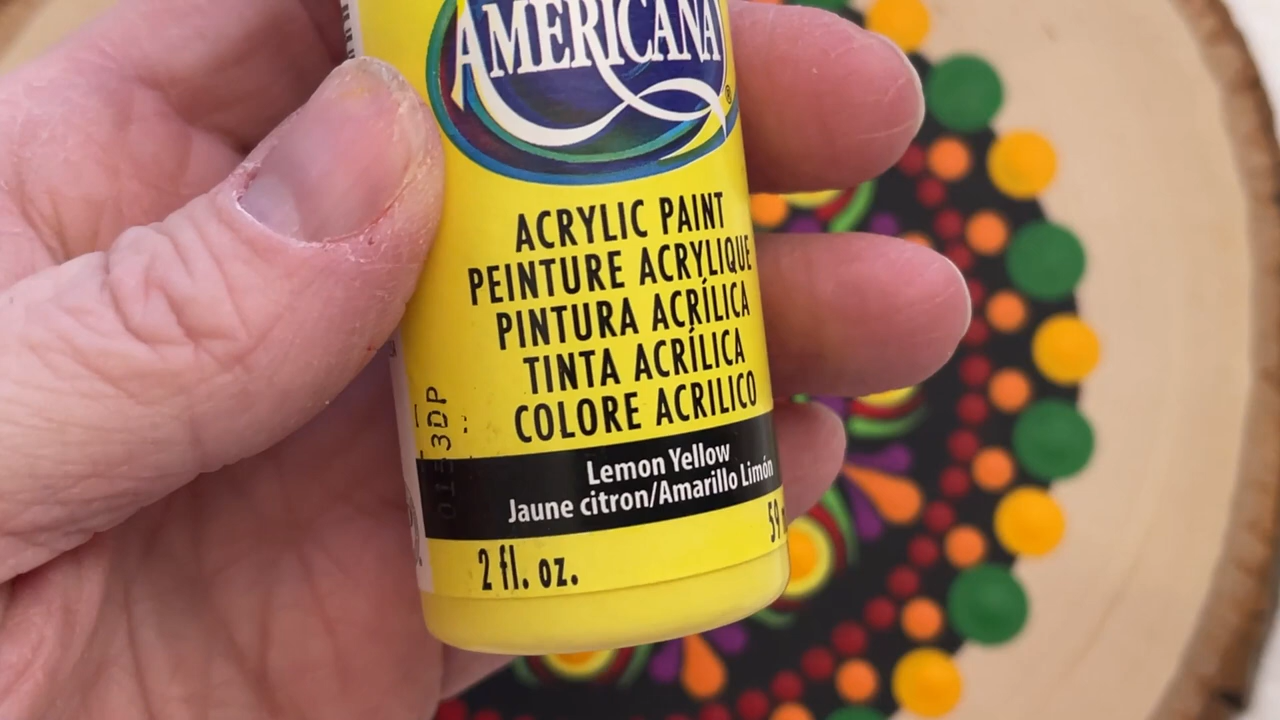 AMERICANA®
ACRYLIC PAINT
PEINTURE ACRYLIQUE
PINTURA ACRÍLICA
TINTA ACRÍLICA
COLORE ACRILICO
Lemon Yellow
Jaune citron/Amarillo Limón
2 fl. oz.
59